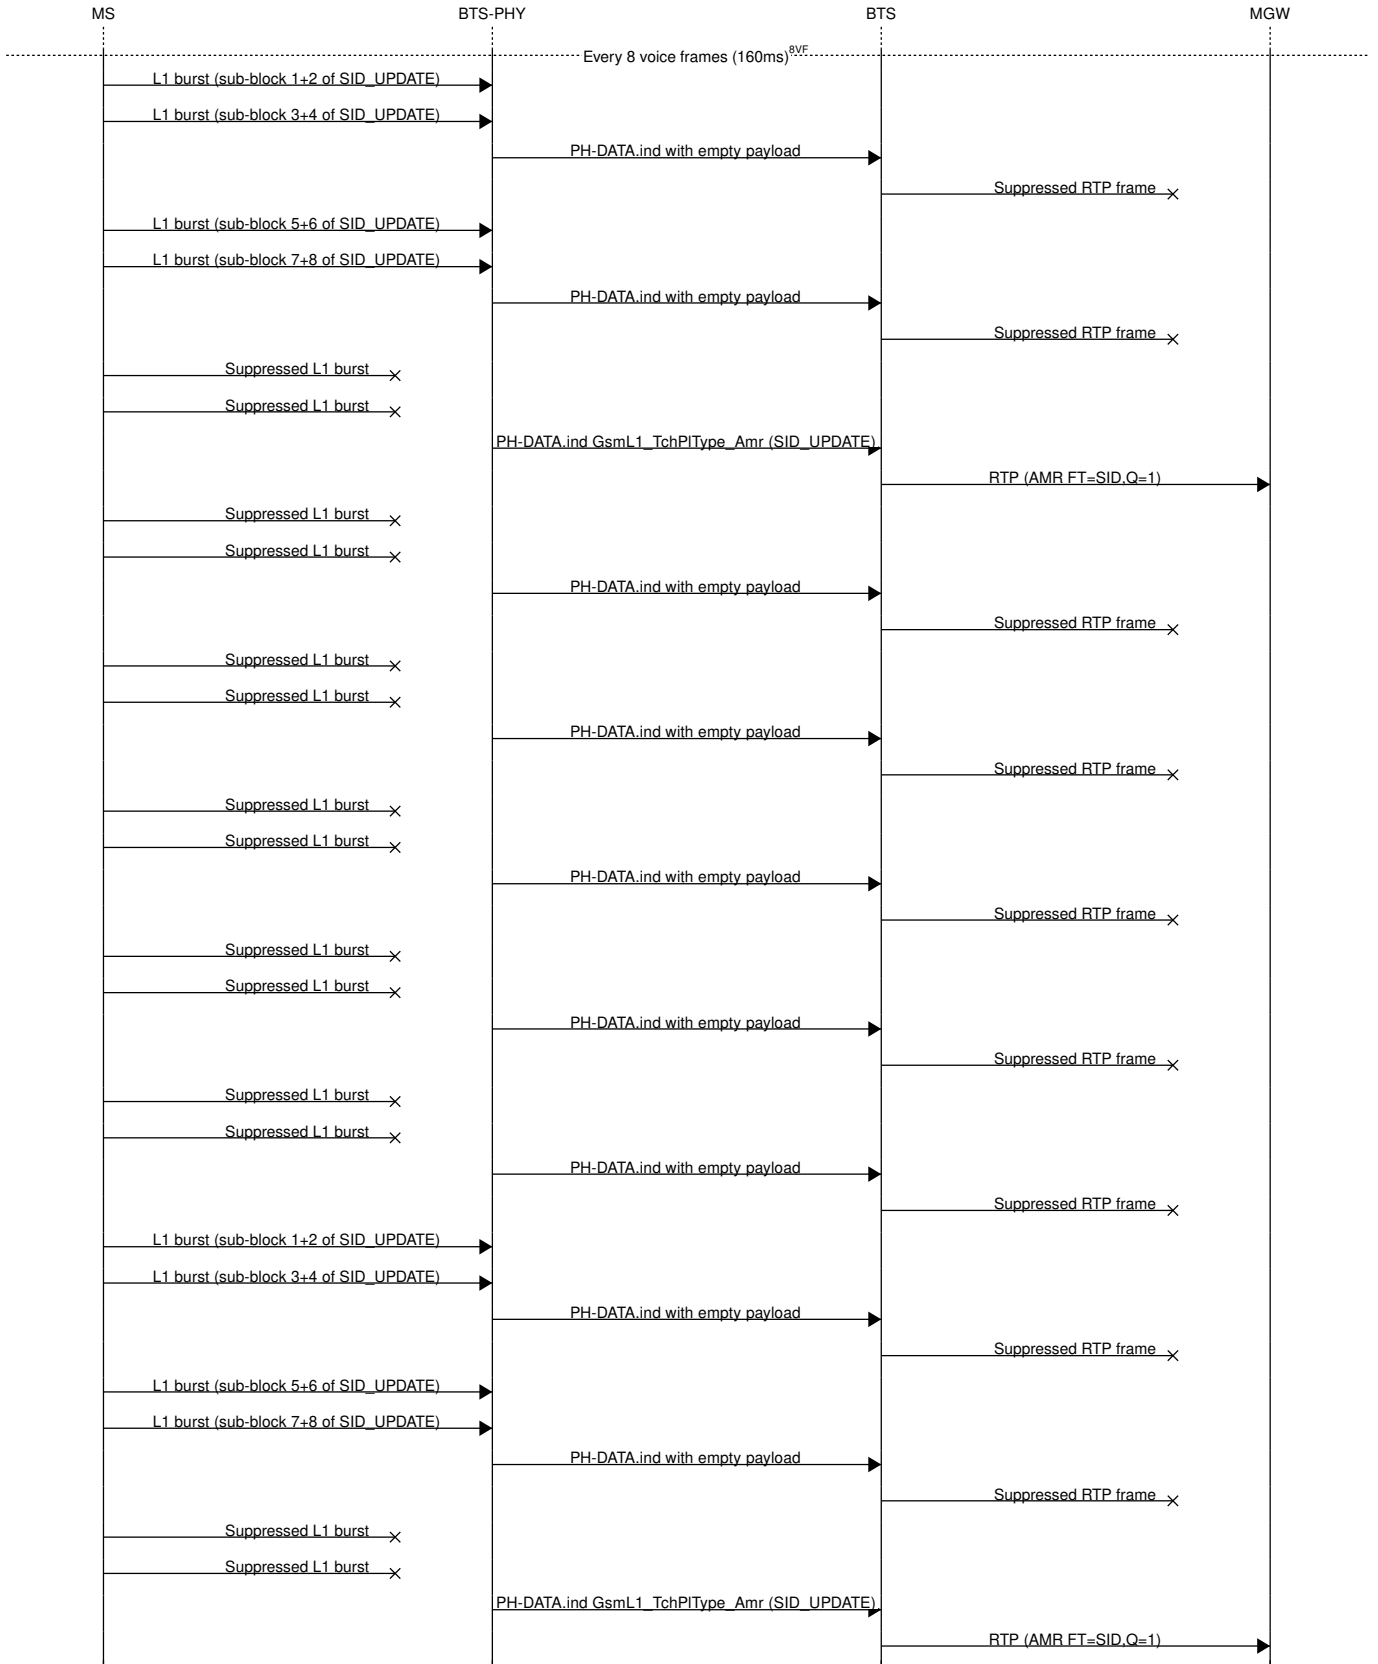 MS BTS-PHY BTS MGW
Every 8 voice frames (160ms) 8VF
L1 burst (sub-block 1+2 of SID_UPDATE)
L1 burst (sub-block 3+4 of SID_UPDATE)
PH-DATA.ind with empty payload
Suppressed RTP frame
L1 burst (sub-block 5+6 of SID_UPDATE)
L1 burst (sub-block 7+8 of SID_UPDATE)
PH-DATA.ind with empty payload
Suppressed RTP frame
Suppressed L1 burst
Suppressed L1 burst
PH-DATA.ind GsmL1_TchPlType_Amr (SID_UPDATE)
RTP (AMR FT=SID,Q=1)
Suppressed L1 burst
Suppressed L1 burst
PH-DATA.ind with empty payload
Suppressed RTP frame
Suppressed L1 burst
Suppressed L1 burst
PH-DATA.ind with empty payload
Suppressed RTP frame
Suppressed L1 burst
Suppressed L1 burst
PH-DATA.ind with empty payload
Suppressed RTP frame
Suppressed L1 burst
Suppressed L1 burst
PH-DATA.ind with empty payload
Suppressed RTP frame
Suppressed L1 burst
Suppressed L1 burst
PH-DATA.ind with empty payload
Suppressed RTP frame
L1 burst (sub-block 1+2 of SID_UPDATE)
L1 burst (sub-block 3+4 of SID_UPDATE)
PH-DATA.ind with empty payload
Suppressed RTP frame
L1 burst (sub-block 5+6 of SID_UPDATE)
L1 burst (sub-block 7+8 of SID_UPDATE)
PH-DATA.ind with empty payload
Suppressed RTP frame
Suppressed L1 burst
Suppressed L1 burst
PH-DATA.ind GsmL1_TchPlType_Amr (SID_UPDATE)
RTP (AMR FT=SID,Q=1)